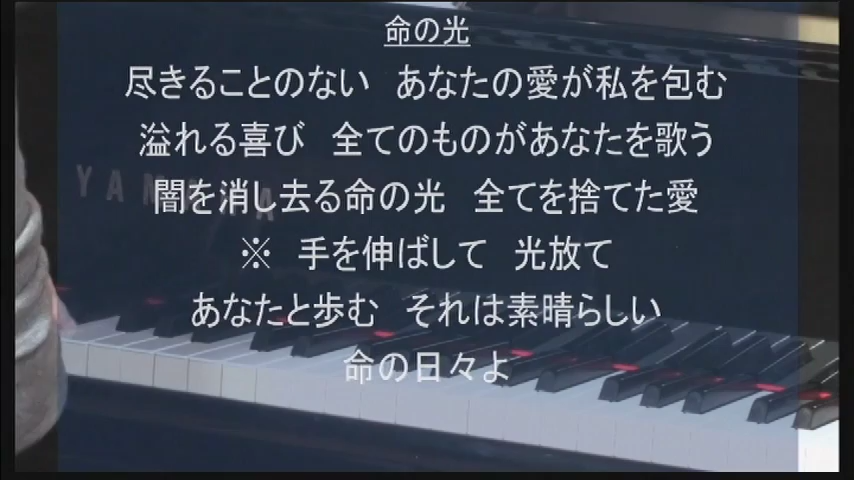 命の光
尽きることのない　あなたの愛が私を包む
溢れる喜び　全てのものがあなたを歌う
YAMAHA
闇を消し去る命の光　全てを捨てた愛
※　手を伸ばして　光放て
あなたと歩む　それは素晴らしい
命の日々よ